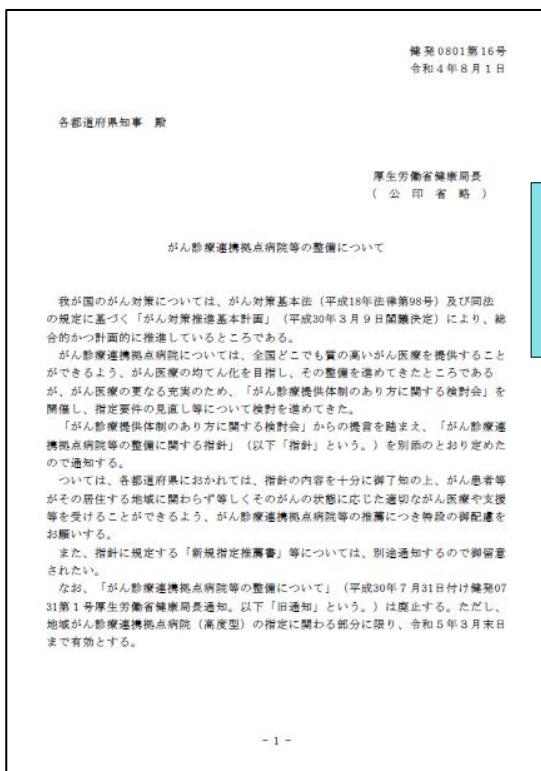 健発0801第16号
令和４年８月１日
各都道府県知事　殿
厚生労働省健康局長
（　公　印　省　略　）
がん診療連携拠点病院等の整備について
我が国のがん対策については、がん対策基本法（平成18年法律第98号）及び同法
の規定に基づく「がん対策推進基本計画」（平成30年３月９日閣議決定）により、総
合的かつ計画的に推進しているところである。
がん診療連携拠点病院については、全国どこでも質の高いがん医療を提供すること
ができるよう、がん医療の均てん化を目指し、その整備を進めてきたところである
が、がん医療の更なる充実のため、「がん診療提供体制のあり方に関する検討会」を
開催し、指定要件の見直し等について検討を進めてきた。
「がん診療提供体制のあり方に関する検討会」からの提言を踏まえ、「がん診療連
携拠点病院等の整備に関する指針」（以下「指針」という。）を別添のとおり定めた
ので通知する。
ついては、各都道府県におかれては、指針の内容を十分に御了知の上、がん患者等
がその居住する地域に関わらず等しくそのがんの状態に応じた適切ながん医療や支援
等を受けることができるよう、がん診療連携拠点病院等の推薦につき特段の御配慮を
お願いする。
また、指針に規定する「新規指定推薦書」等については、別途通知するので御留意
されたい。
なお、「がん診療連携拠点病院等の整備について」（平成30年７月31日付け健発07
31第１号厚生労働省健康局長通知。以下「旧通知」という。）は廃止する。ただし、
地域がん診療連携拠点病院（高度型）の指定に関わる部分に限り、令和５年３月末日
まで有効とする。
- 1 -